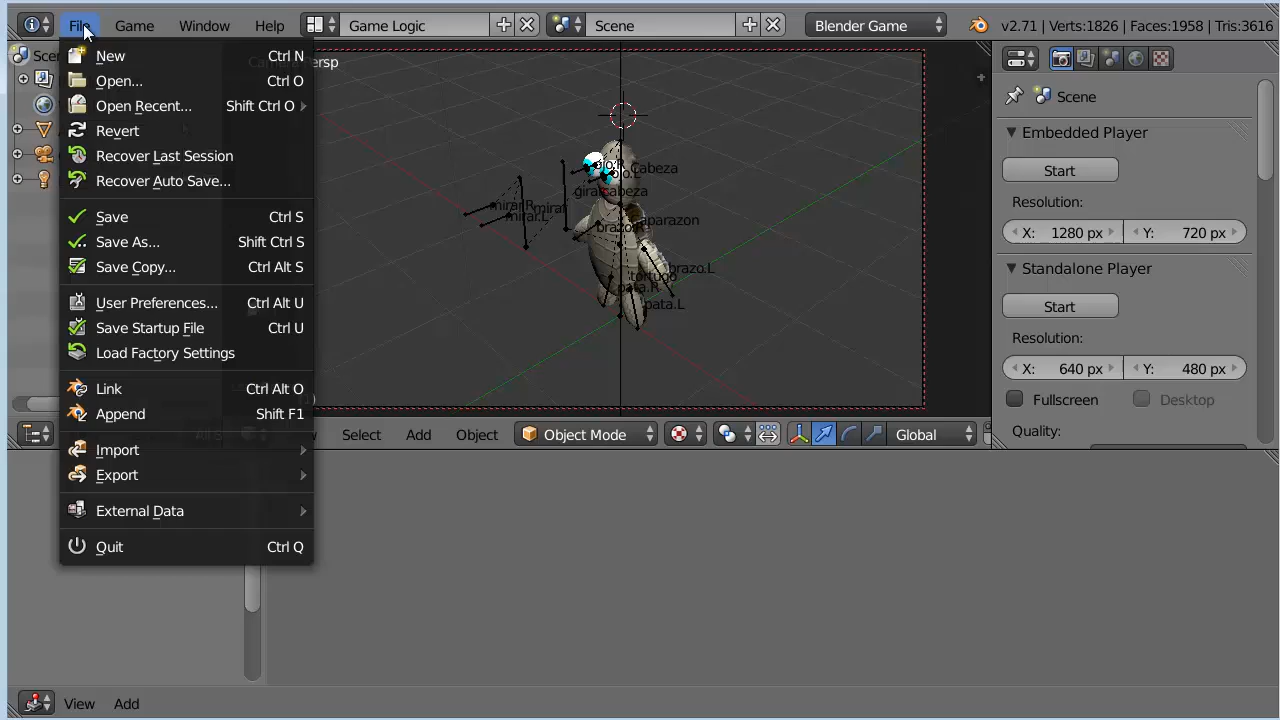 File Game Window Help Game Logic Scene Blender Game v2.71 | Verts:1826 | Faces:1958 | Tris:3616
New Ctrl N
Open... Ctrl O
Open Recent... Shift Ctrl O
Revert
Recover Last Session
Recover Auto Save...
Save Ctrl S
Save As... Shift Ctrl S
Save Copy... Ctrl Alt S
User Preferences... Ctrl Alt U
Save Startup File Ctrl U
Load Factory Settings
Link Ctrl Alt O
Append Shift F1
Import
Export
External Data
Quit Ctrl Q
Cabeza
giracabeza
mirar.R
mirar
mirar.L
brazo.R
brazo.L
tortugo
pata.R
pata.L
Select Add Object Object Mode Global
Scene
Embedded Player
Start
Resolution:
X: 1280 px Y: 720 px
Standalone Player
Start
Resolution:
X: 640 px Y: 480 px
Fullscreen Desktop
Quality:
View Add